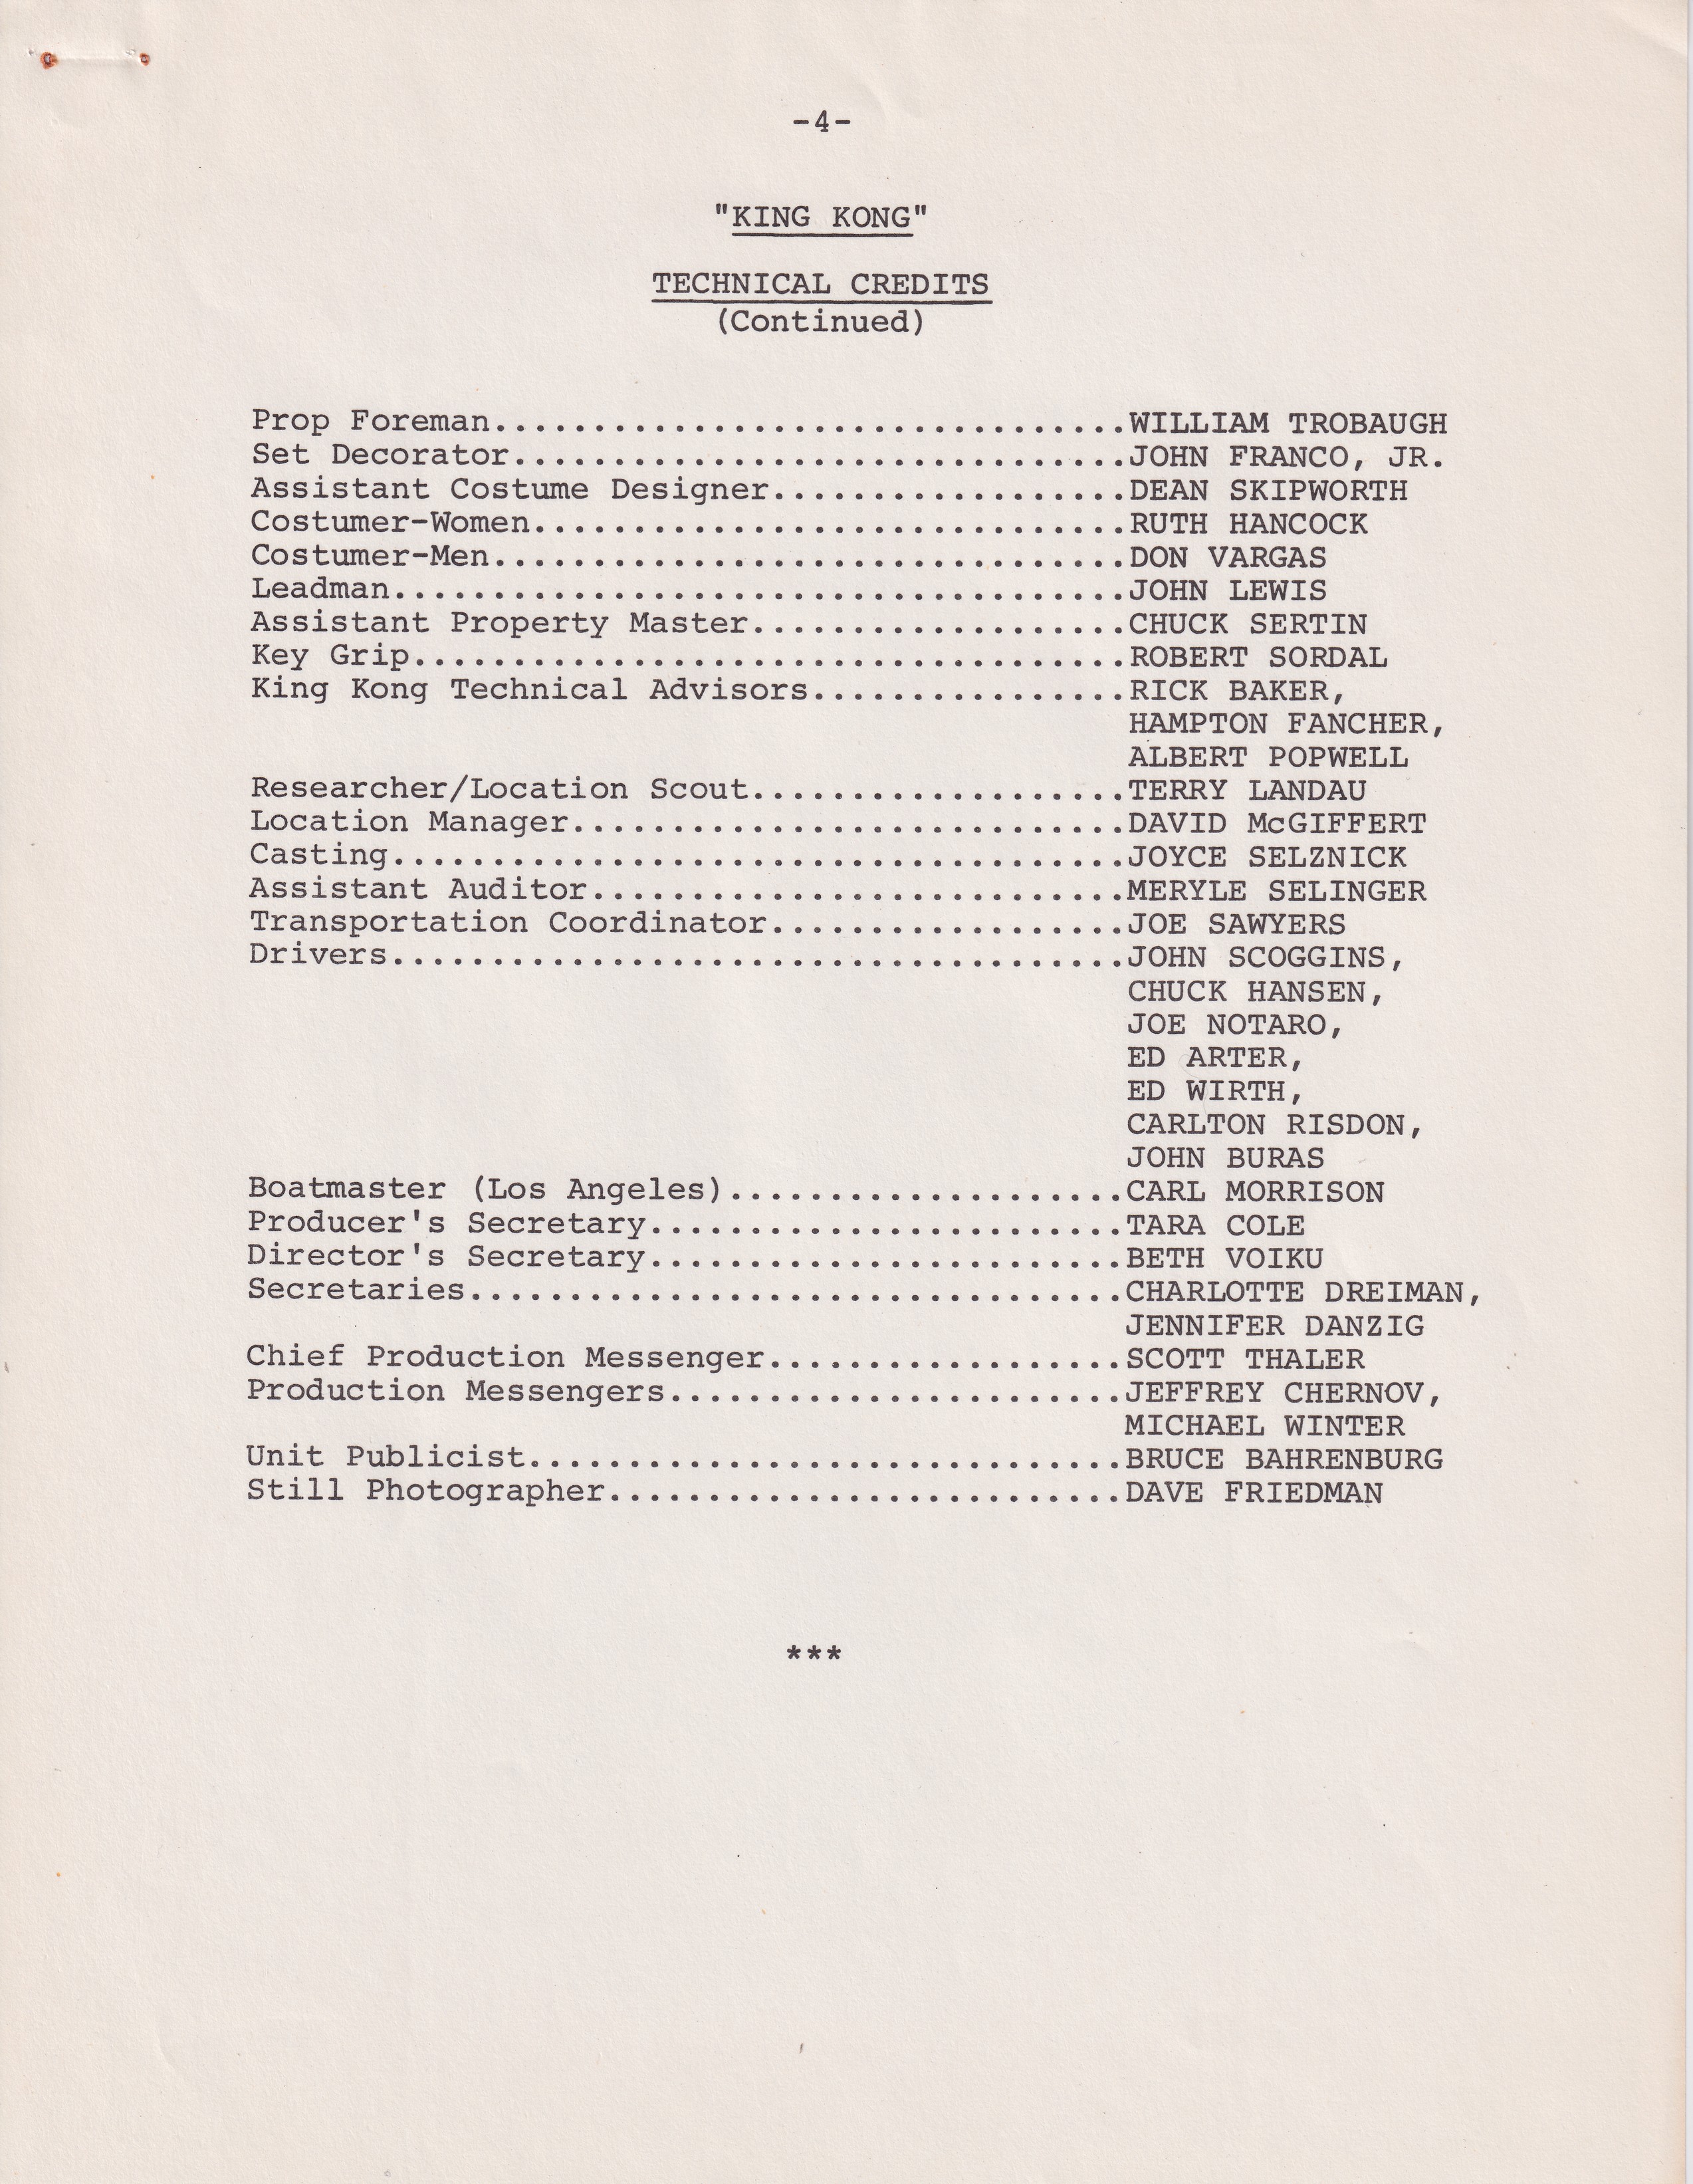 -4-
"KING KONG"
TECHNICAL CREDITS
(Continued)
Prop Foreman................................WILLIAM TROBAUGH
Set Decorator...............................JOHN FRANCO, JR.
Assistant Costume Designer..................DEAN SKIPWORTH
Costumer-Women..............................RUTH HANCOCK
Costumer-Men................................DON VARGAS
Leadman.....................................JOHN LEWIS
Assistant Property Master...................CHUCK SERTIN
Key Grip....................................ROBERT SORDAL
King Kong Technical Advisors................RICK BAKER,
HAMPTON FANCHER,
ALBERT POPWELL
Researcher/Location Scout...................TERRY LANDAU
Location Manager............................DAVID McGIFFERT
Casting.....................................JOYCE SELZNICK
Assistant Auditor...........................MERYLE SELINGER
Transportation Coordinator..................JOE SAWYERS
Drivers.....................................JOHN SCOGGINS,
CHUCK HANSEN,
JOE NOTARO,
ED ARTER,
ED WIRTH,
CARLTON RISDON,
JOHN BURAS
Boatmaster (Los Angeles)....................CARL MORRISON
Producer's Secretary........................TARA COLE
Director's Secretary........................BETH VOIKU
Secretaries.................................CHARLOTTE DREIMAN,
JENNIFER DANZIG
Chief Production Messenger..................SCOTT THALER
Production Messengers.......................JEFFREY CHERNOV,
MICHAEL WINTER
Unit Publicist..............................BRUCE BAHRENBURG
Still Photographer..........................DAVE FRIEDMAN
***